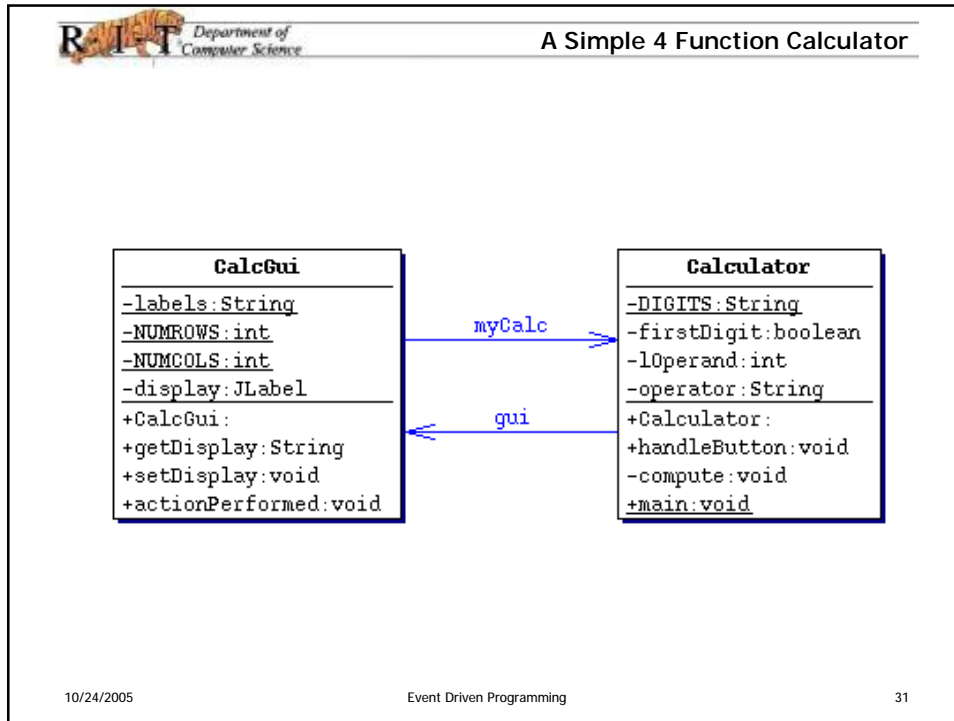 R·I·T Department of
Computer Science
A Simple 4 Function Calculator
CalcGui
-labels:String
-NUMROWS:int
-NUMCOLS:int
-display:JLabel
+CalcGui:
+getDisplay:String
+setDisplay:void
+actionPerformed:void
myCalc
gui
Calculator
-DIGITS:String
-firstDigit:boolean
-lOperand:int
-operator:String
+Calculator:
+handleButton:void
-compute:void
+main:void
10/24/2005
Event Driven Programming
31